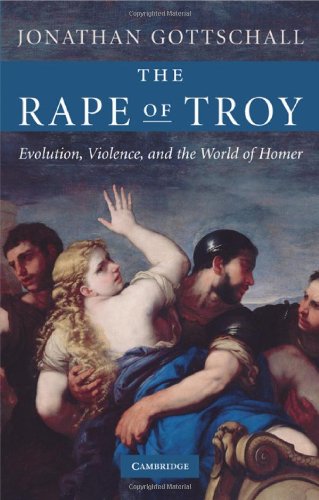 JONATHAN GOTTSCHALL
THE
RAPE OF TROY
Evolution, Violence, and the World of Homer
CAMBRIDGE